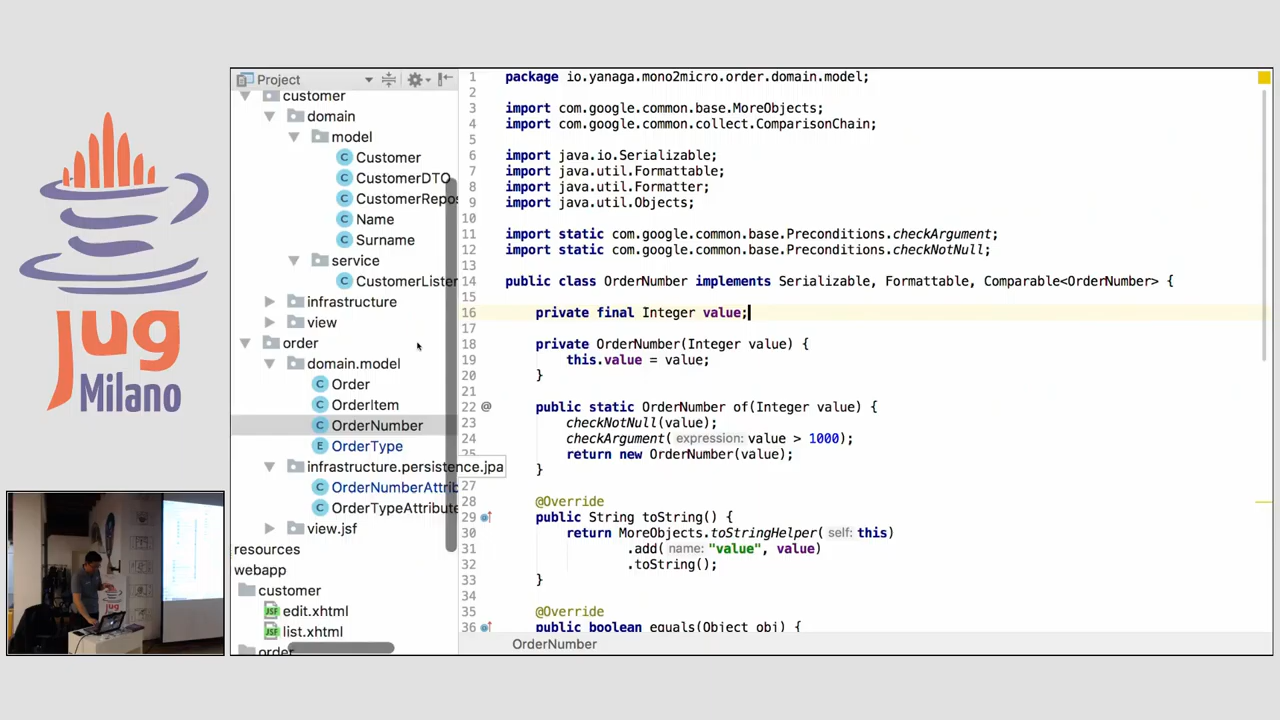 jug
Milano
jug
Project
customer
domain
model
Customer
CustomerDTO
CustomerRepos
Name
Surname
service
CustomerListen
infrastructure
view
order
domain.model
Order
OrderItem
OrderNumber
OrderType
infrastructure.persistence.jpa
OrderNumberAttrib
OrderTypeAttribute
view.jsf
resources
webapp
customer
edit.xhtml
list.xhtml
order
1 package io.yanaga.mono2micro.order.domain.model;
2
3 import com.google.common.base.MoreObjects;
4 import com.google.common.collect.ComparisonChain;
5
6 import java.io.Serializable;
7 import java.util.Formattable;
8 import java.util.Formatter;
9 import java.util.Objects;
10
11 import static com.google.common.base.Preconditions.checkArgument;
12 import static com.google.common.base.Preconditions.checkNotNull;
13
14 public class OrderNumber implements Serializable, Formattable, Comparable<OrderNumber> {
15
16 private final Integer value;
17
18 private OrderNumber(Integer value) {
19 this.value = value;
20 }
21
22 @ public static OrderNumber of(Integer value) {
23 checkNotNull(value);
24 checkArgument( expression: value > 1000);
25 return new OrderNumber(value);
26 }
27
28 @Override
29 public String toString() {
30 return MoreObjects.toStringHelper( self: this)
31 .add( name: "value", value)
32 .toString();
33 }
34
35 @Override
36 public boolean equals(Object obj) {
OrderNumber